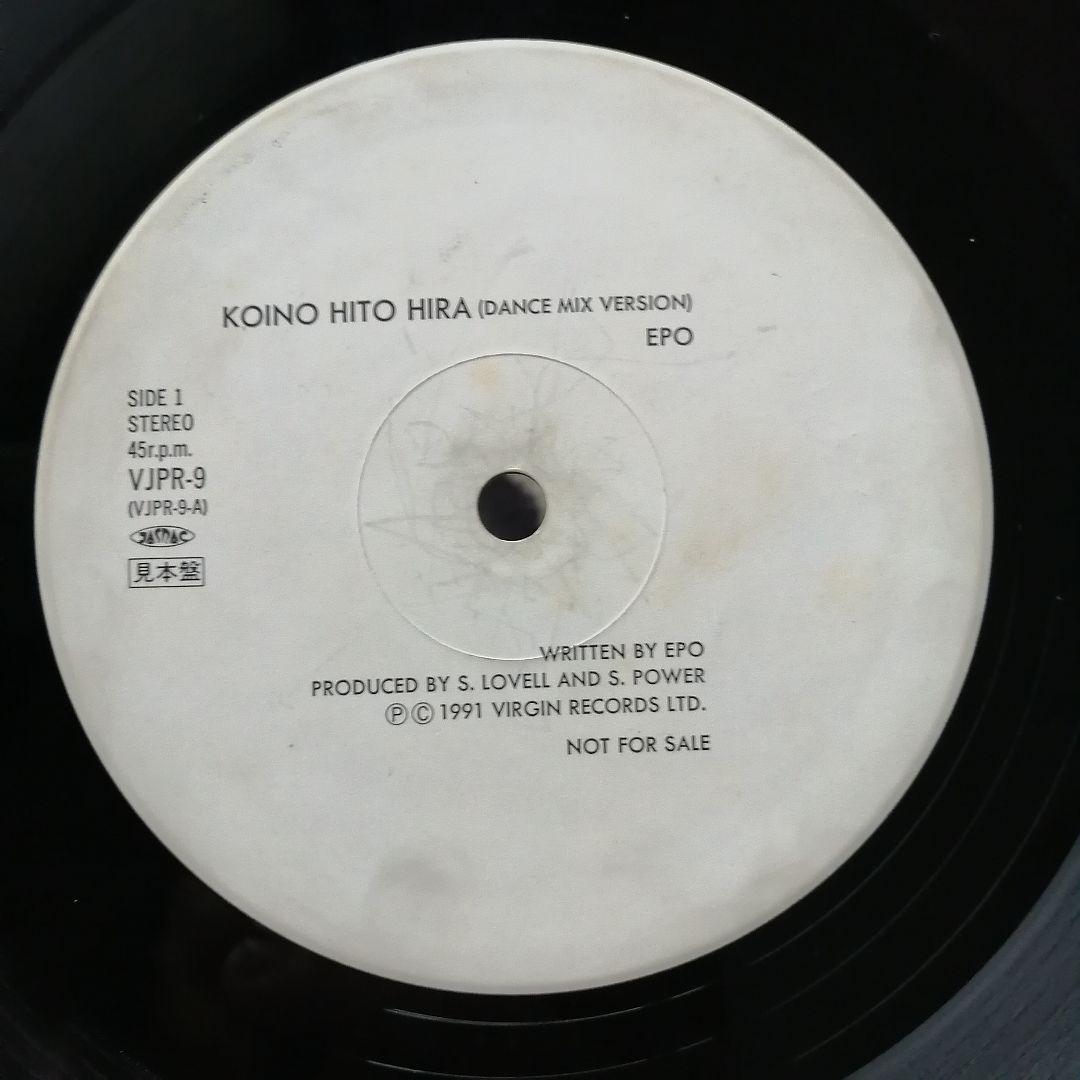 KOINO HITO HIRA (DANCE MIX VERSION)
EPO
SIDE 1
STEREO
45r.p.m.
VJPR-9
(VJPR-9-A)
JASRAC
見本盤
WRITTEN BY EPO
PRODUCED BY S. LOVELL AND S. POWER
ⓅⒸ 1991 VIRGIN RECORDS LTD.
NOT FOR SALE